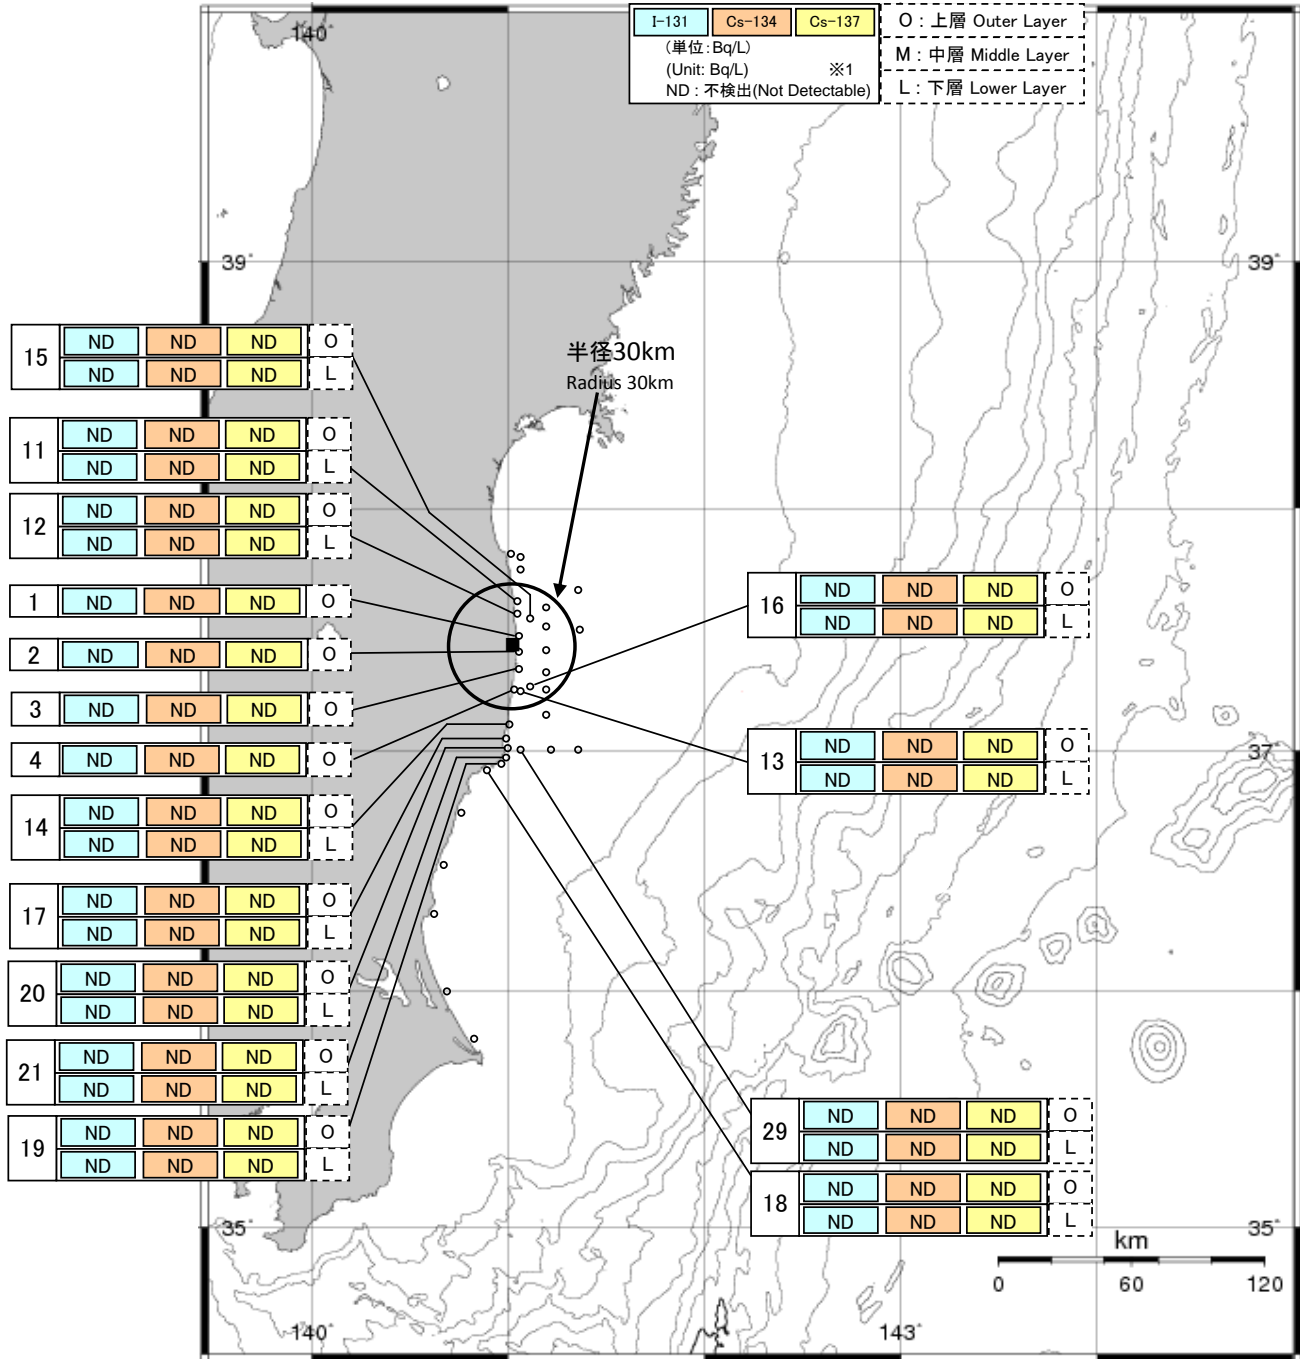 I-131 Cs-134 Cs-137
(単位:Bq/L)
(Unit: Bq/L) ※1
ND : 不検出(Not Detectable)
O : 上層 Outer Layer
M : 中層 Middle Layer
L : 下層 Lower Layer
140°
39° 39°
半径30km
Radius 30km
15 ND ND ND O
ND ND ND L
11 ND ND ND O
ND ND ND L
12 ND ND ND O
ND ND ND L
1 ND ND ND O
2 ND ND ND O
3 ND ND ND O
4 ND ND ND O
14 ND ND ND O
ND ND ND L
17 ND ND ND O
ND ND ND L
20 ND ND ND O
ND ND ND L
21 ND ND ND O
ND ND ND L
19 ND ND ND O
ND ND ND L
16 ND ND ND O
ND ND ND L
13 ND ND ND O
ND ND ND L
37°
29 ND ND ND O
ND ND ND L
18 ND ND ND O
ND ND ND L
35° 35°
km
0 60 120
140° 143°